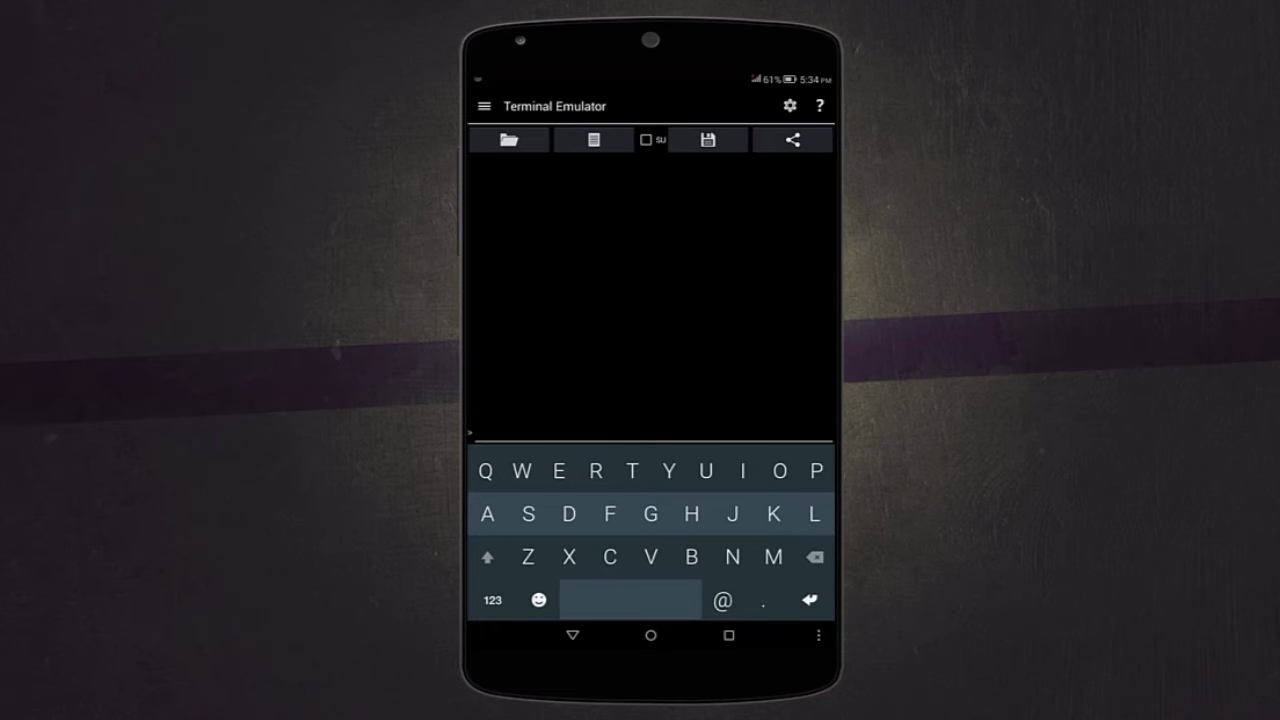 61% 5:34 PM
Terminal Emulator ?
SU
>
Q W E R T Y U I O P
A S D F G H J K L
Z X C V B N M
123 @ .